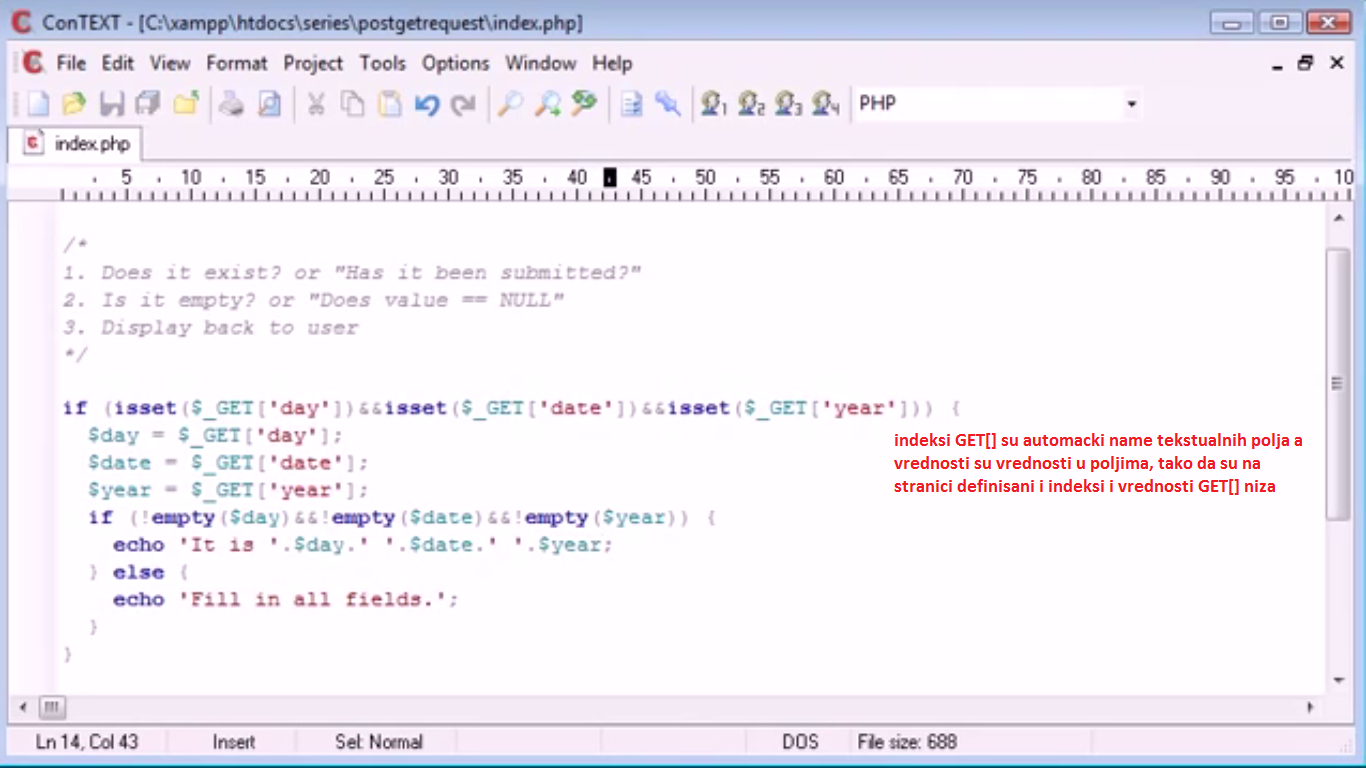 ConTEXT - [C:\xampp\htdocs\series\postgetrequest\index.php]
File Edit View Format Project Tools Options Window Help
1 2 3 4 PHP
index.php
5 10 15 20 25 30 35 40 45 50 55 60 65 70 75 80 85 90 95 10
/*
1. Does it exist? or "Has it been submitted?"
2. Is it empty? or "Does value == NULL"
3. Display back to user
*/
if (isset($_GET['day'])&&isset($_GET['date'])&&isset($_GET['year'])) {
$day = $_GET['day'];
$date = $_GET['date'];
$year = $_GET['year'];
if (!empty($day)&&!empty($date)&&!empty($year)) {
echo 'It is '.$day.' '.$date.' '.$year;
} else {
echo 'Fill in all fields.';
}
}
indeksi GET[] su automacki name tekstualnih polja a
vrednosti su vrednosti u poljima, tako da su na
stranici definisani i indeksi i vrednosti GET[] niza
Ln 14, Col 43 Insert Sel: Normal DOS File size: 688